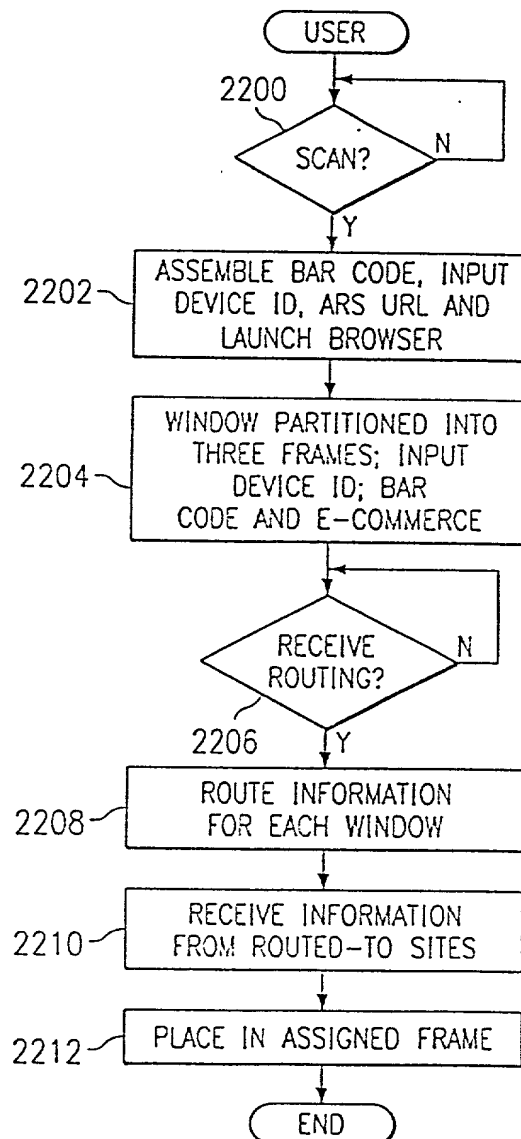 USER
2200
SCAN?
N
Y
2202
ASSEMBLE BAR CODE, INPUT
DEVICE ID, ARS URL AND
LAUNCH BROWSER
2204
WINDOW PARTITIONED INTO
THREE FRAMES; INPUT
DEVICE ID; BAR
CODE AND E-COMMERCE
RECEIVE
ROUTING?
N
2206
Y
2208
ROUTE INFORMATION
FOR EACH WINDOW
2210
RECEIVE INFORMATION
FROM ROUTED-TO SITES
2212
PLACE IN ASSIGNED FRAME
END